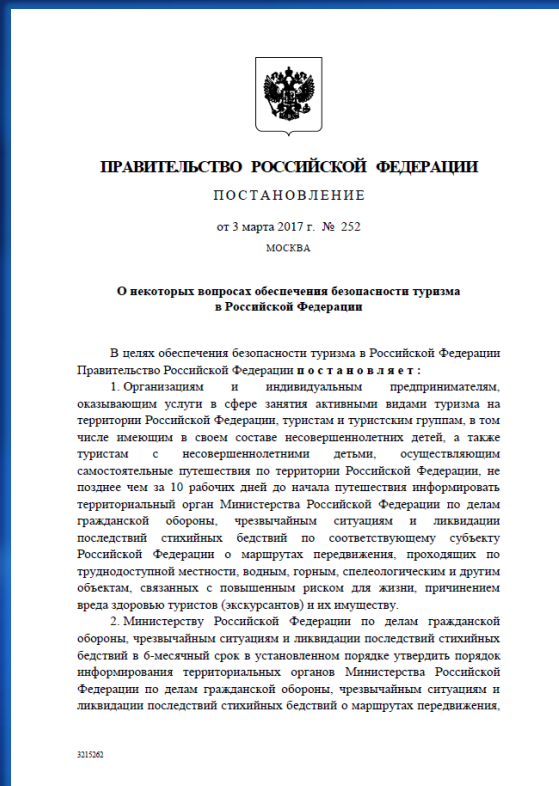 ПРАВИТЕЛЬСТВО РОССИЙСКОЙ ФЕДЕРАЦИИ
ПОСТАНОВЛЕНИЕ
от 3 марта 2017 г. № 252
МОСКВА
О некоторых вопросах обеспечения безопасности туризма
в Российской Федерации
В целях обеспечения безопасности туризма в Российской Федерации
Правительство Российской Федерации постановляет:
1. Организациям и индивидуальным предпринимателям,
оказывающим услуги в сфере занятия активными видами туризма на
территории Российской Федерации, туристам и туристским группам, в том
числе имеющим в своем составе несовершеннолетних детей, а также
туристам с несовершеннолетними детьми, осуществляющим
самостоятельные путешествия по территории Российской Федерации, не
позднее чем за 10 рабочих дней до начала путешествия информировать
территориальный орган Министерства Российской Федерации по делам
гражданской обороны, чрезвычайным ситуациям и ликвидации
последствий стихийных бедствий по соответствующему субъекту
Российской Федерации о маршрутах передвижения, проходящих по
труднодоступной местности, водным, горным, спелеологическим и другим
объектам, связанных с повышенным риском для жизни, причинением
вреда здоровью туристов (экскурсантов) и их имуществу.
2. Министерству Российской Федерации по делам гражданской
обороны, чрезвычайным ситуациям и ликвидации последствий стихийных
бедствий в 6-месячный срок в установленном порядке утвердить порядок
информирования территориальных органов Министерства Российской
Федерации по делам гражданской обороны, чрезвычайным ситуациям и
ликвидации последствий стихийных бедствий о маршрутах передвижения,
3215262